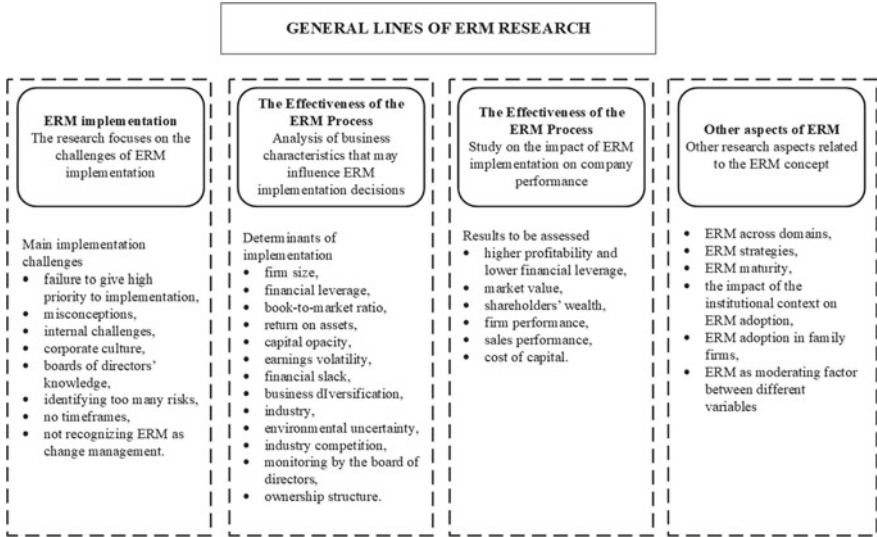 GENERAL LINES OF ERM RESEARCH
ERM implementation
The research focuses on the
challenges of ERM
implementation
Main implementation
challenges
• failure to give high
priority to implementation,
• misconceptions,
• internal challenges,
• corporate culture,
• boards of directors’
knowledge,
• identifying too many risks,
• no timeframes,
• not recognizing ERM as
change management.
The Effectiveness of the
ERM Process
Analysis of business
characteristics that may
influence ERM
implementation decisions
Determinants of
implementation
• firm size,
• financial leverage,
• book-to-market ratio,
• return on assets,
• capital opacity,
• earnings volatility,
• financial slack,
• business dIversification,
• industry,
• environmental uncertainty,
• industry competition,
• monitoring by the board of
directors,
• ownership structure.
The Effectiveness of the
ERM Process
Study on the impact of ERM
implementation on company
performance
Results to be assessed
• higher profitability and
lower financial leverage,
• market value,
• shareholders’ wealth,
• firm performance,
• sales performance,
• cost of capital.
Other aspects of ERM
Other research aspects
related to the ERM concept
• ERM across domains,
• ERM strategies,
• ERM maturity,
• the impact of the
institutional context on
ERM adoption,
• ERM adoption in family
firms,
• ERM as moderating factor
between different
variables